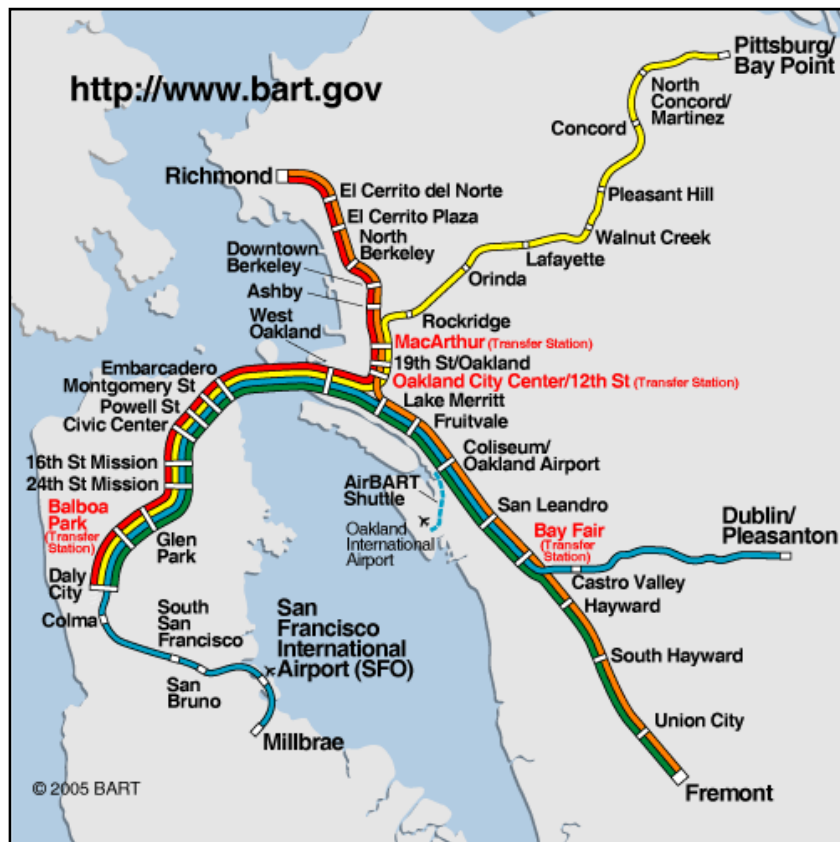 http://www.bart.gov
Pittsburg/
Bay Point
North
Concord/
Martinez
Concord
Richmond
El Cerrito del Norte
Pleasant Hill
El Cerrito Plaza
North
Berkeley
Walnut Creek
Downtown
Berkeley
Lafayette
Orinda
Ashby
West
Oakland
Rockridge
MacArthur (Transfer Station)
19th St/Oakland
Embarcadero
Oakland City Center/12th St (Transfer Station)
Montgomery St
Lake Merritt
Powell St
Fruitvale
Civic Center
Coliseum/
Oakland Airport
16th St Mission
24th St Mission
AirBART
Shuttle
San Leandro
Balboa
Park
(Transfer
Station)
Glen
Park
Oakland
International
Airport
Bay Fair
(Transfer
Station)
Dublin/
Pleasanton
Daly
City
Castro Valley
Hayward
Colma
South
San
Francisco
San
Francisco
International
Airport (SFO)
South Hayward
San
Bruno
Union City
Millbrae
© 2005 BART
Fremont